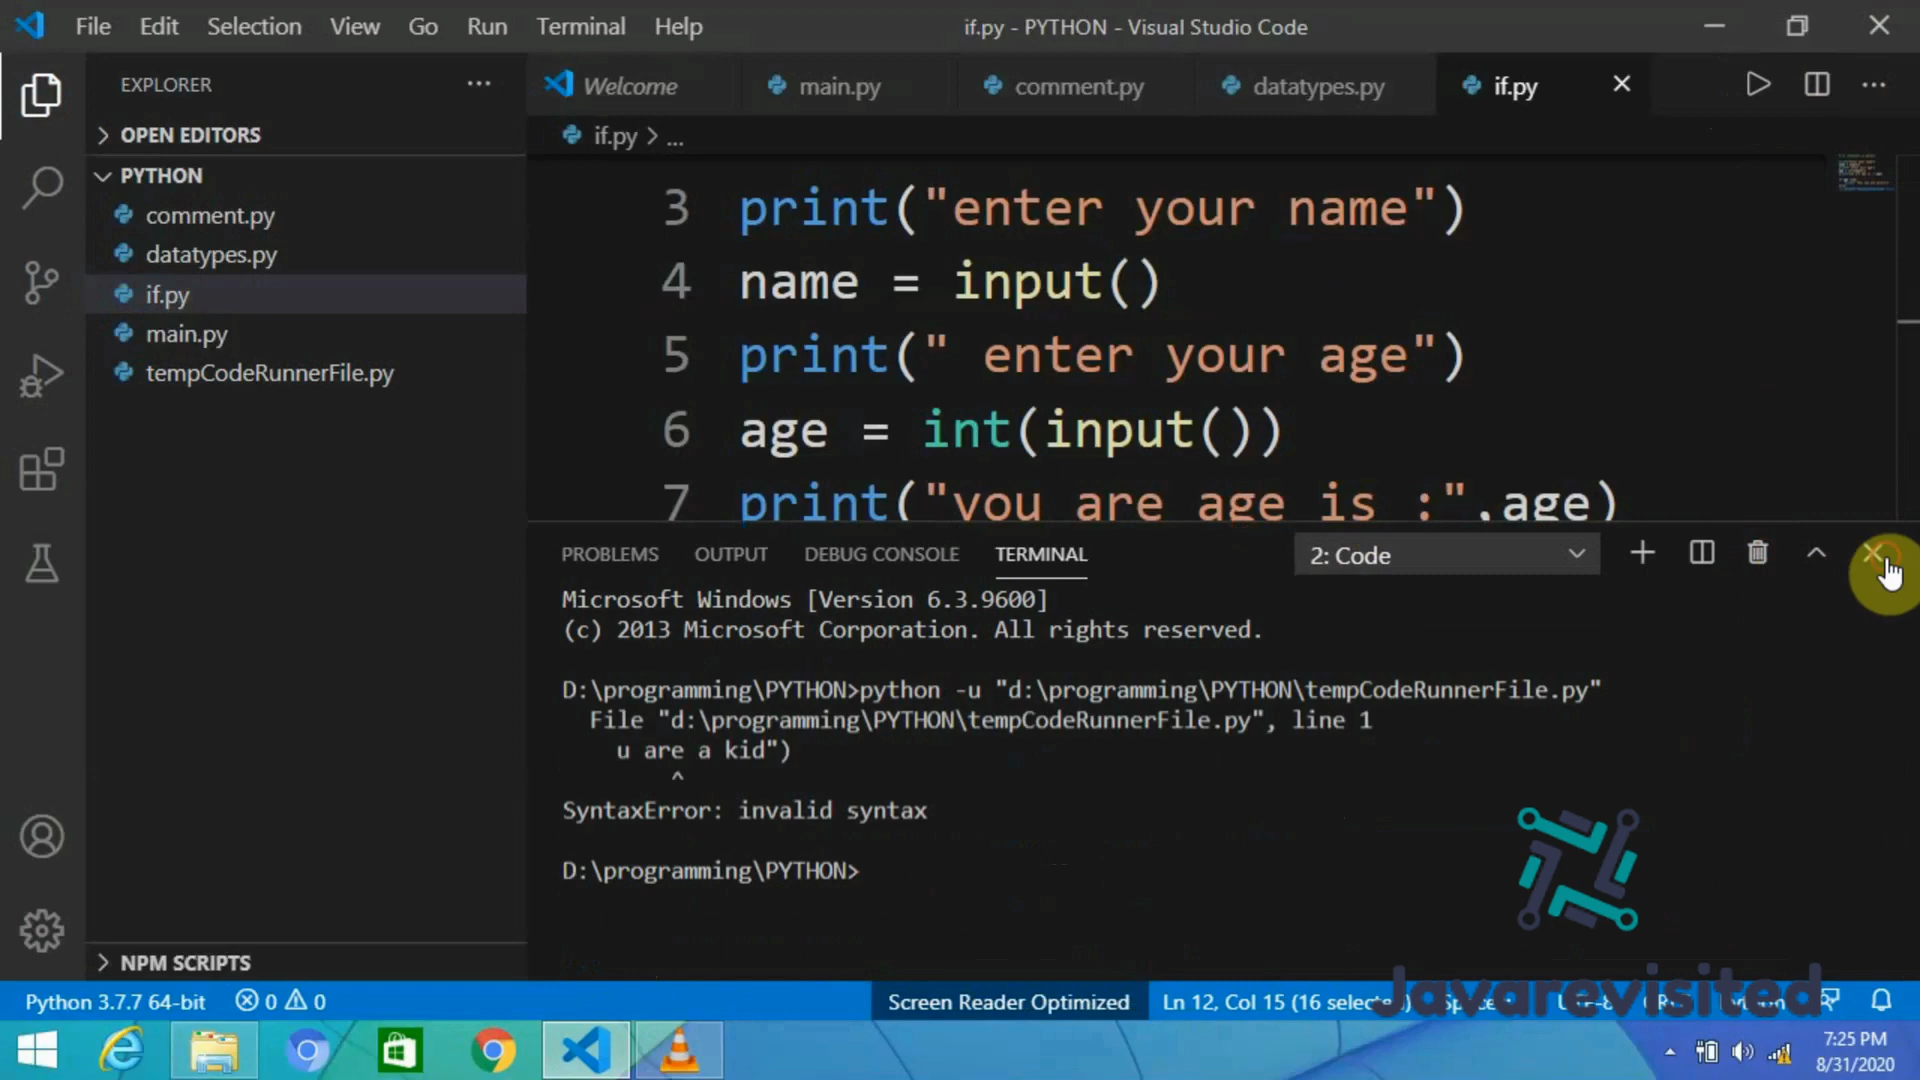 File Edit Selection View Go Run Terminal Help
if.py - PYTHON - Visual Studio Code
EXPLORER
OPEN EDITORS
PYTHON
comment.py
datatypes.py
if.py
main.py
tempCodeRunnerFile.py
NPM SCRIPTS
Welcome main.py comment.py datatypes.py if.py
if.py > ...
3 print("enter your name")
4 name = input()
5 print(" enter your age")
6 age = int(input())
7 print("you are age is :",age)
PROBLEMS OUTPUT DEBUG CONSOLE TERMINAL 2: Code
Microsoft Windows [Version 6.3.9600]
(c) 2013 Microsoft Corporation. All rights reserved.
D:\programming\PYTHON>python -u "d:\programming\PYTHON\tempCodeRunnerFile.py"
File "d:\programming\PYTHON\tempCodeRunnerFile.py", line 1
u are a kid")
^
SyntaxError: invalid syntax
D:\programming\PYTHON>
Javarevisited
Python 3.7.7 64-bit 0 0 Screen Reader Optimized Ln 12, Col 15 (16 selected)
7:25 PM
8/31/2020